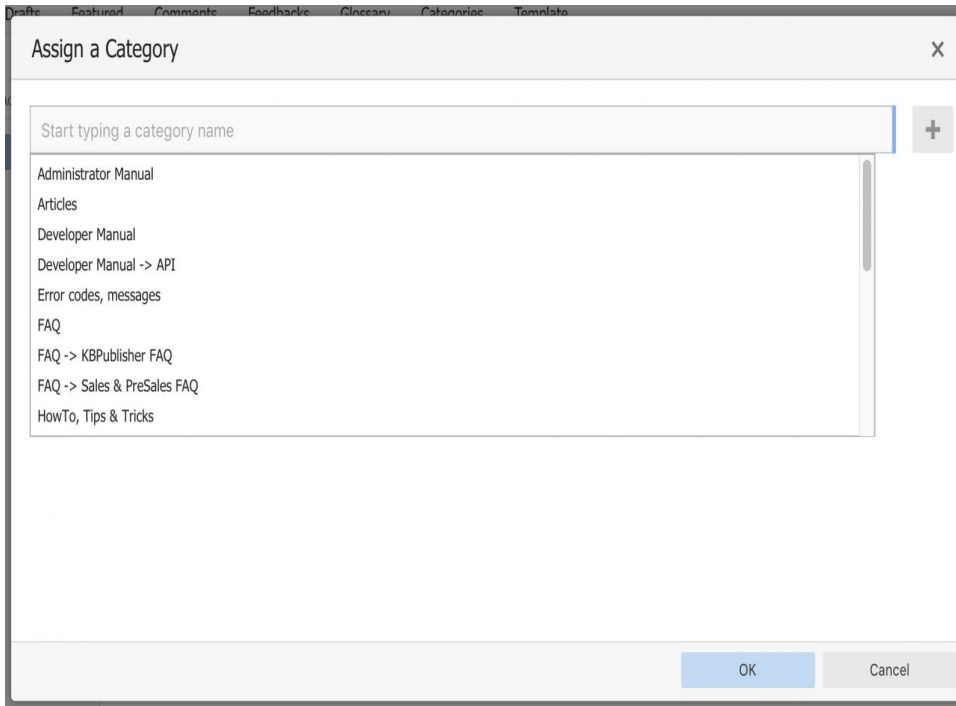 Drafts Featured Comments Feedbacks Glossary Categories Template
Assign a Category X
Start typing a category name +
Administrator Manual
Articles
Developer Manual
Developer Manual -> API
Error codes, messages
FAQ
FAQ -> KBPublisher FAQ
FAQ -> Sales & PreSales FAQ
HowTo, Tips & Tricks
OK Cancel